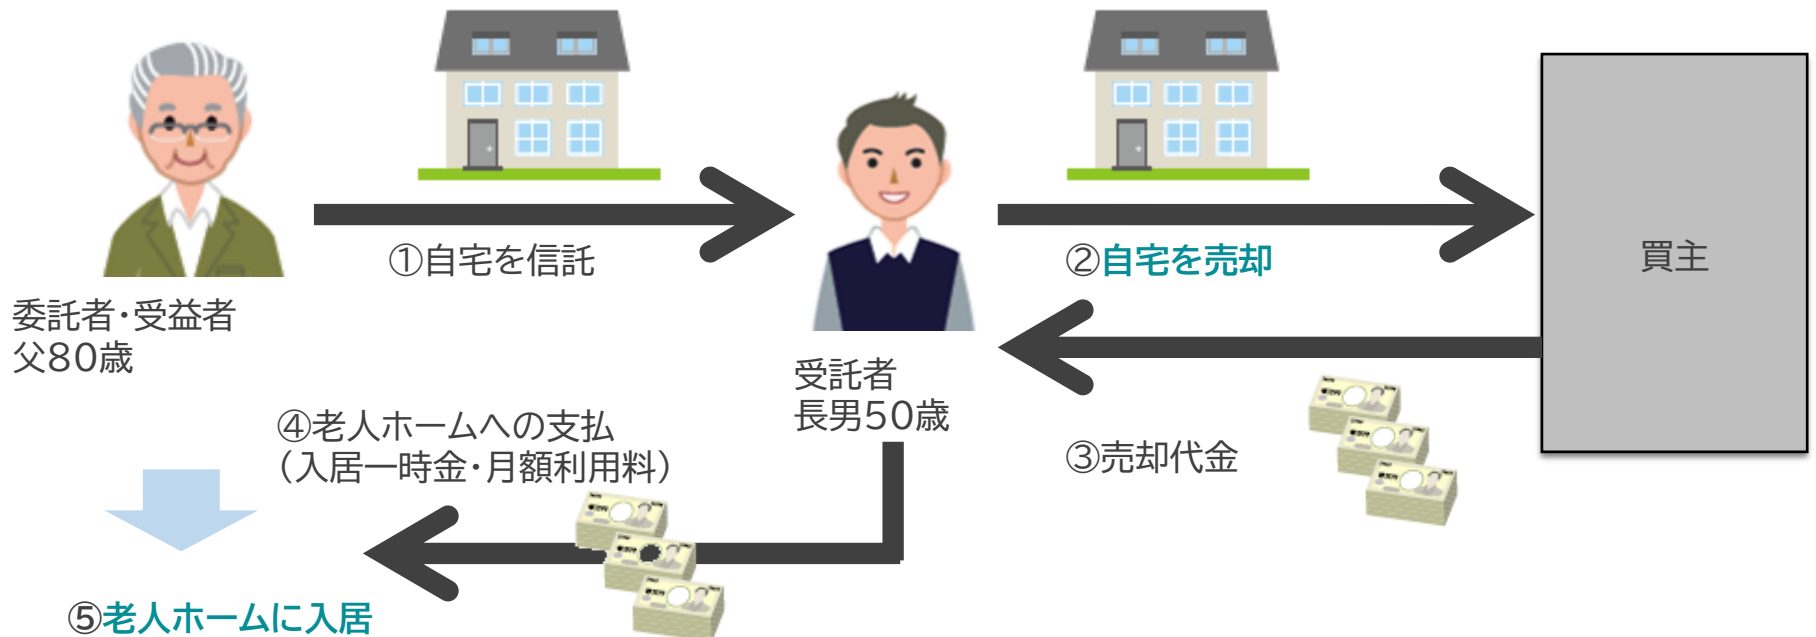 ①自宅を信託
②自宅を売却
買主
委託者・受益者
父80歳
受託者
長男50歳
③売却代金
④老人ホームへの支払
（入居一時金・月額利用料）
⑤老人ホームに入居